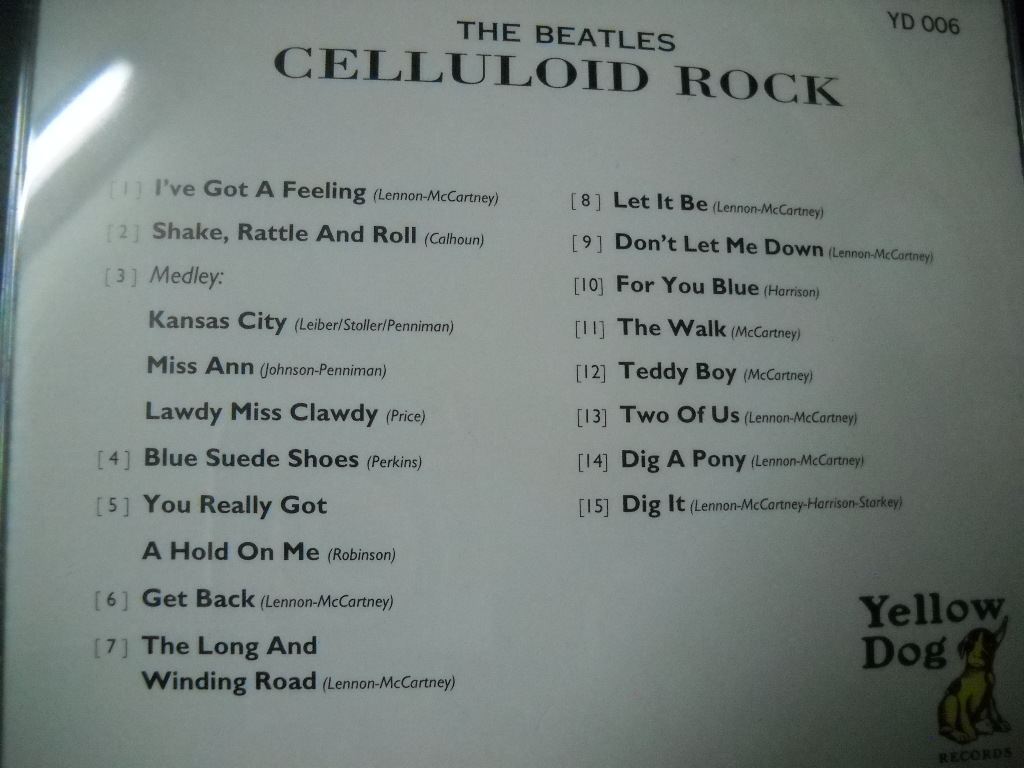 YD 006
THE BEATLES
CELLULOID ROCK
[1] I've Got A Feeling (Lennon-McCartney)
[2] Shake, Rattle And Roll (Calhoun)
[3] Medley:
Kansas City (Leiber/Stoller/Penniman)
Miss Ann (Johnson-Penniman)
Lawdy Miss Clawdy (Price)
[4] Blue Suede Shoes (Perkins)
[5] You Really Got
A Hold On Me (Robinson)
[6] Get Back (Lennon-McCartney)
[7] The Long And
Winding Road (Lennon-McCartney)
[8] Let It Be (Lennon-McCartney)
[9] Don't Let Me Down (Lennon-McCartney)
[10] For You Blue (Harrison)
[11] The Walk (McCartney)
[12] Teddy Boy (McCartney)
[13] Two Of Us (Lennon-McCartney)
[14] Dig A Pony (Lennon-McCartney)
[15] Dig It (Lennon-McCartney-Harrison-Starkey)
Yellow
Dog
RECORDS